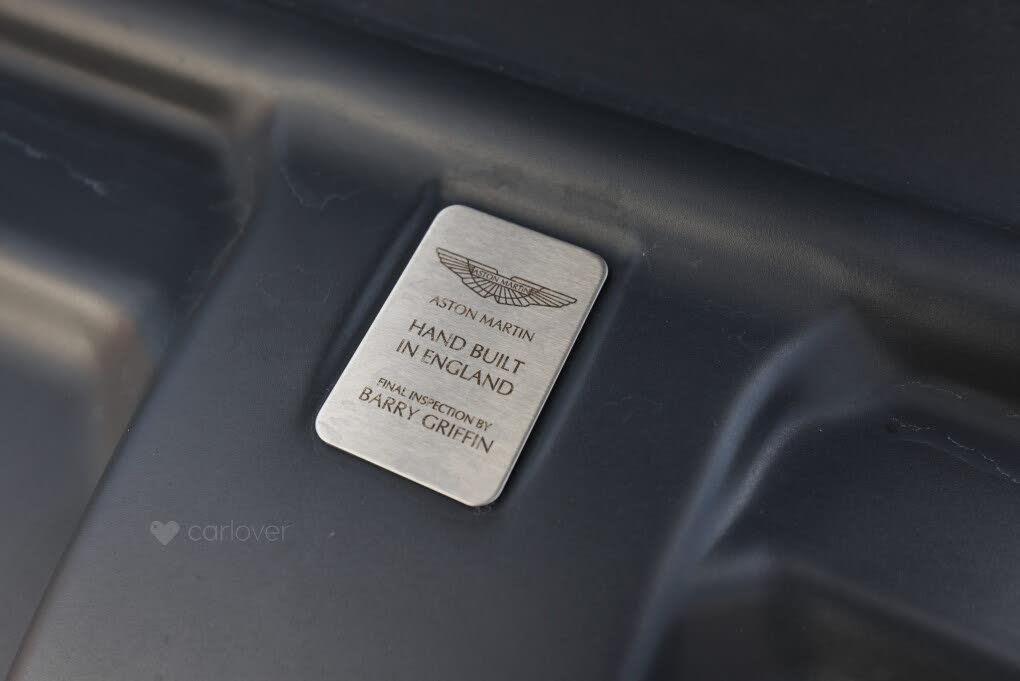 ASTON MARTIN
ASTON MARTIN
HAND BUILT
IN ENGLAND
FINAL INSPECTION BY
BARRY GRIFFIN
carlover